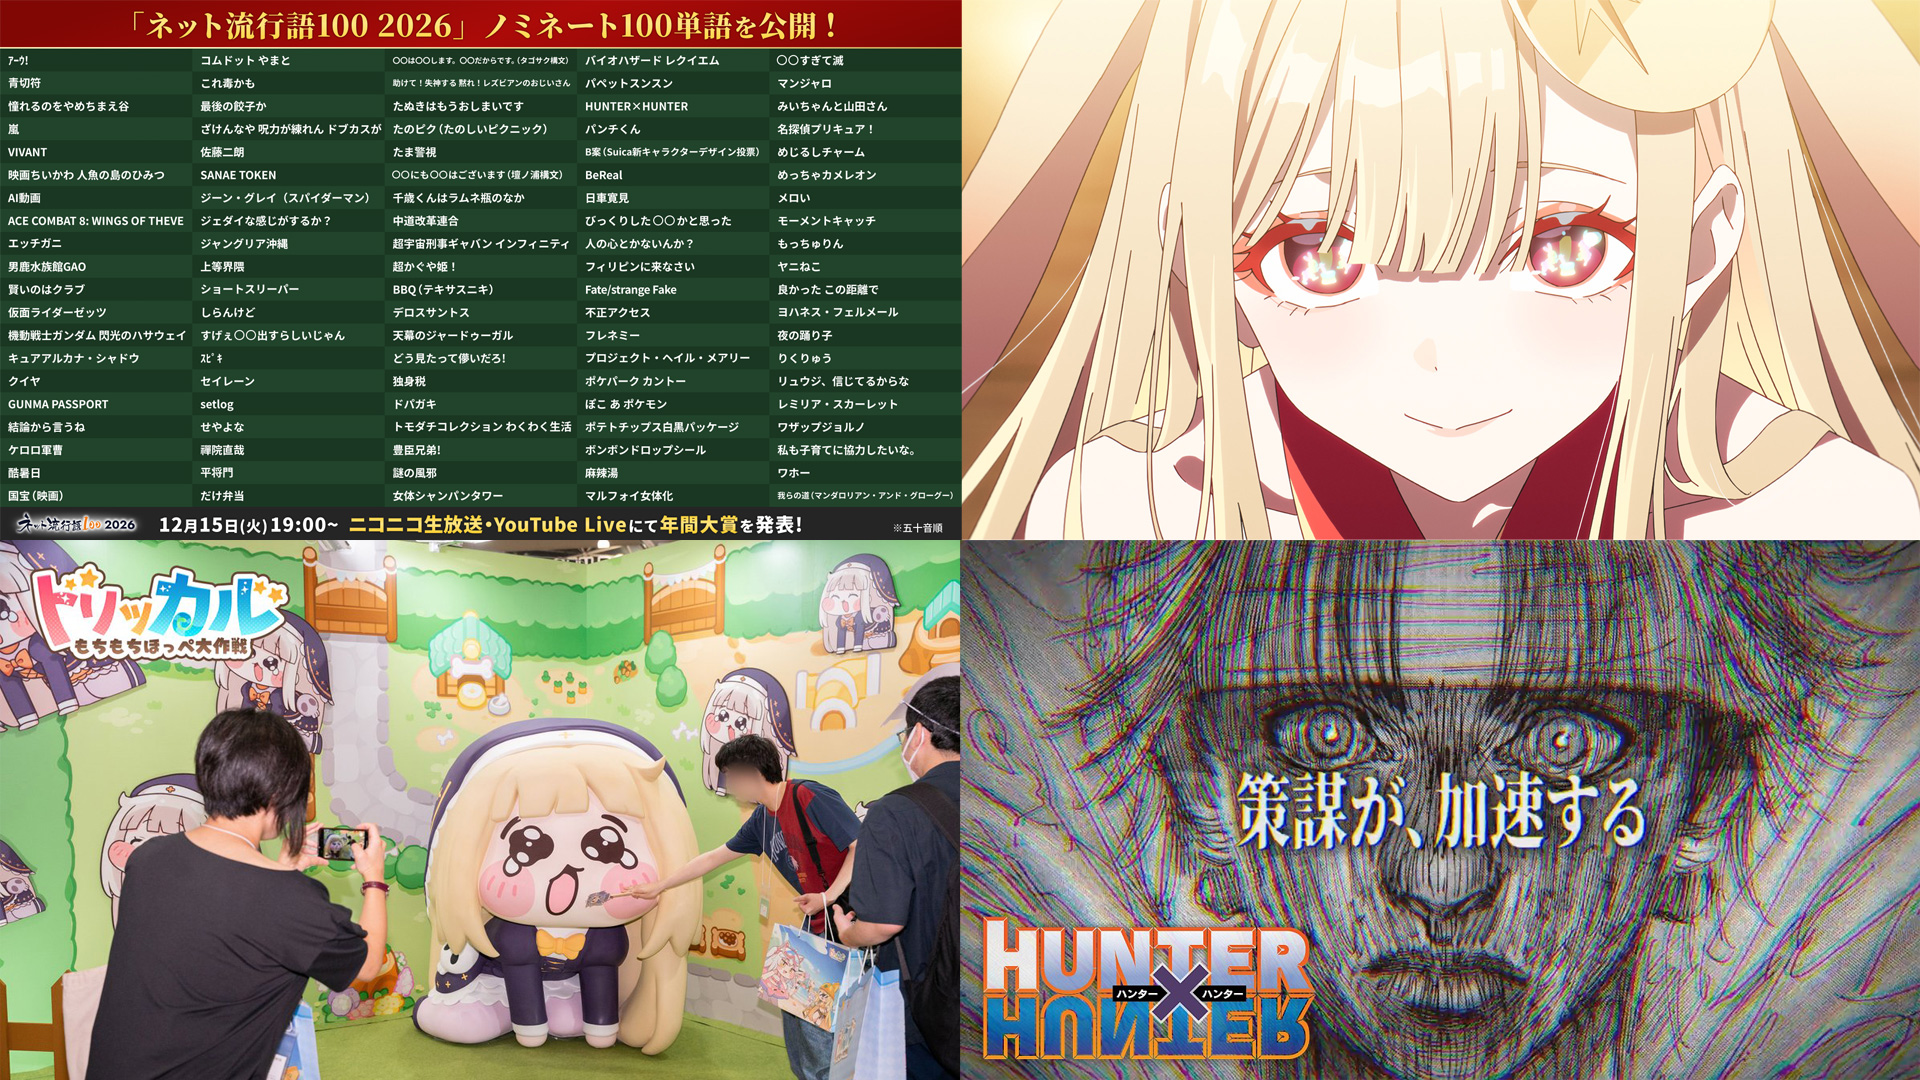 「ネット流行語100 2026」ノミネート100単語を公開！
ｱｰｳ!
青切符
憧れるのをやめちまえ谷
嵐
VIVANT
映画ちいかわ 人魚の島のひみつ
AI動画
ACE COMBAT 8: WINGS OF THEVE
エッチガニ
男鹿水族館GAO
賢いのはクラブ
仮面ライダーゼッツ
機動戦士ガンダム 閃光のハサウェイ
キュアアルカナ・シャドウ
クイヤ
GUNMA PASSPORT
結論から言うね
ケロロ軍曹
酷暑日
国宝（映画）
コムドット やまと
これ毒かも
最後の餃子か
ざけんなや 呪力が練れん ドブカスが
佐藤二朗
SANAE TOKEN
ジーン・グレイ（スパイダーマン）
ジェダイな感じがするか？
ジャングリア沖縄
上等界隈
ショートスリーパー
しらんけど
すげぇ〇〇出すらしいじゃん
ｽﾋﾟｷ
セイレーン
setlog
せやよな
禪院直哉
平将門
だけ弁当
〇〇は〇〇します。〇〇だからです。（タゴサク構文）
助けて！失神する 黙れ！レズビアンのおじいさん
たぬきはもうおしまいです
たのピク（たのしいピクニック）
たま警視
〇〇にも〇〇はございます（壇ノ浦構文）
千歳くんはラムネ瓶のなか
中道改革連合
超宇宙刑事ギャバン インフィニティ
超かぐや姫！
BBQ（テキサスニキ）
デロスサントス
天幕のジャードゥーガル
どう見たって儚いだろ!
独身税
ドパガキ
トモダチコレクション わくわく生活
豊臣兄弟!
謎の風邪
女体シャンパンタワー
バイオハザード レクイエム
パペットスンスン
HUNTER×HUNTER
パンチくん
B案（Suica新キャラクターデザイン投票）
BeReal
日車寛見
びっくりした〇〇かと思った
人の心とかないんか？
フィリピンに来なさい
Fate/strange Fake
不正アクセス
フレネミー
プロジェクト・ヘイル・メアリー
ポケパーク カントー
ぽこ あ ポケモン
ポテトチップス白黒パッケージ
ボンボンドロップシール
麻辣湯
マルフォイ女体化
〇〇すぎて滅
マンジャロ
みいちゃんと山田さん
名探偵プリキュア！
めじるしチャーム
めっちゃカメレオン
メロい
モーメントキャッチ
もっちゅりん
ヤニねこ
良かった この距離で
ヨハネス・フェルメール
夜の踊り子
りくりゅう
リュウジ、信じてるからな
レミリア・スカーレット
ワザップジョルノ
私も子育てに協力したいな。
ワホー
我らの道（マンダロリアン・アンド・グローグー）
ネット流行語100 2026
12月15日(火)19:00~ ニコニコ生放送・YouTube Liveにて年間大賞を発表!
※五十音順
トリッカル
もちもちほっぺ大作戦
策謀が、加速する
HUNTER
ハンター×ハンター
HUNTER